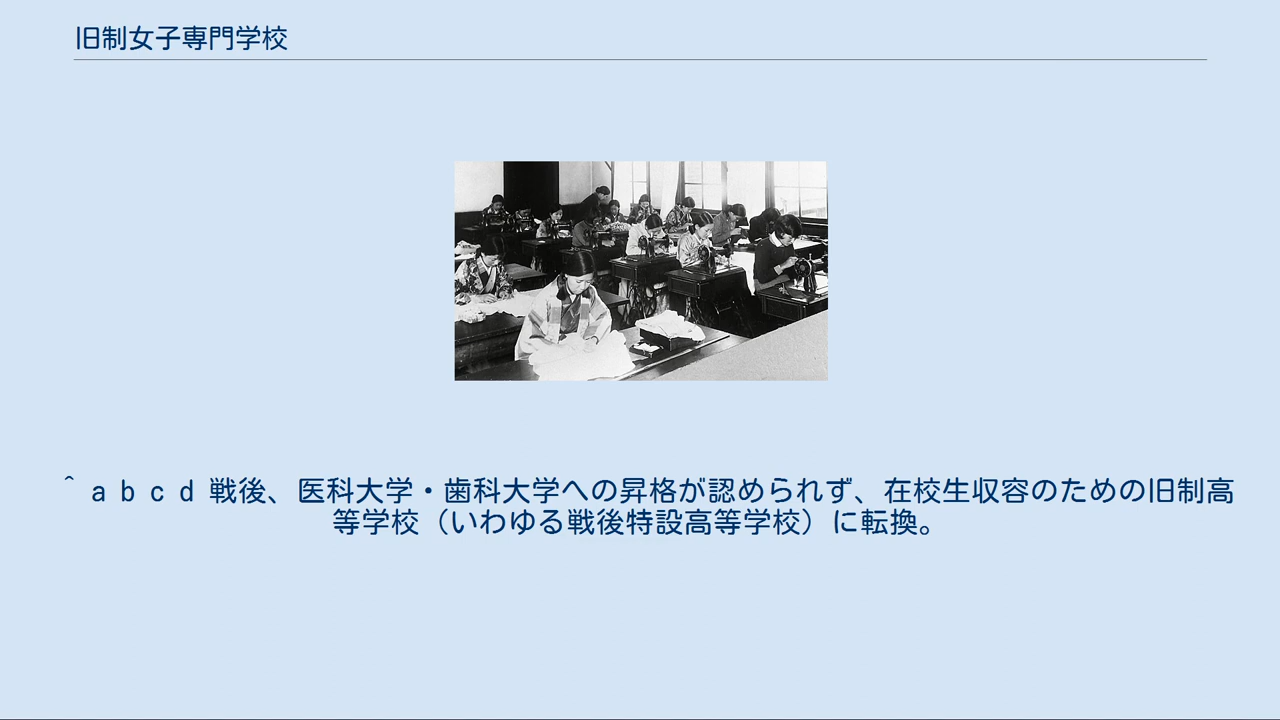 旧制女子専門学校
^ a b c d 戦後、医科大学・歯科大学への昇格が認められず、在校生収容のための旧制高
等学校（いわゆる戦後特設高等学校）に転換。